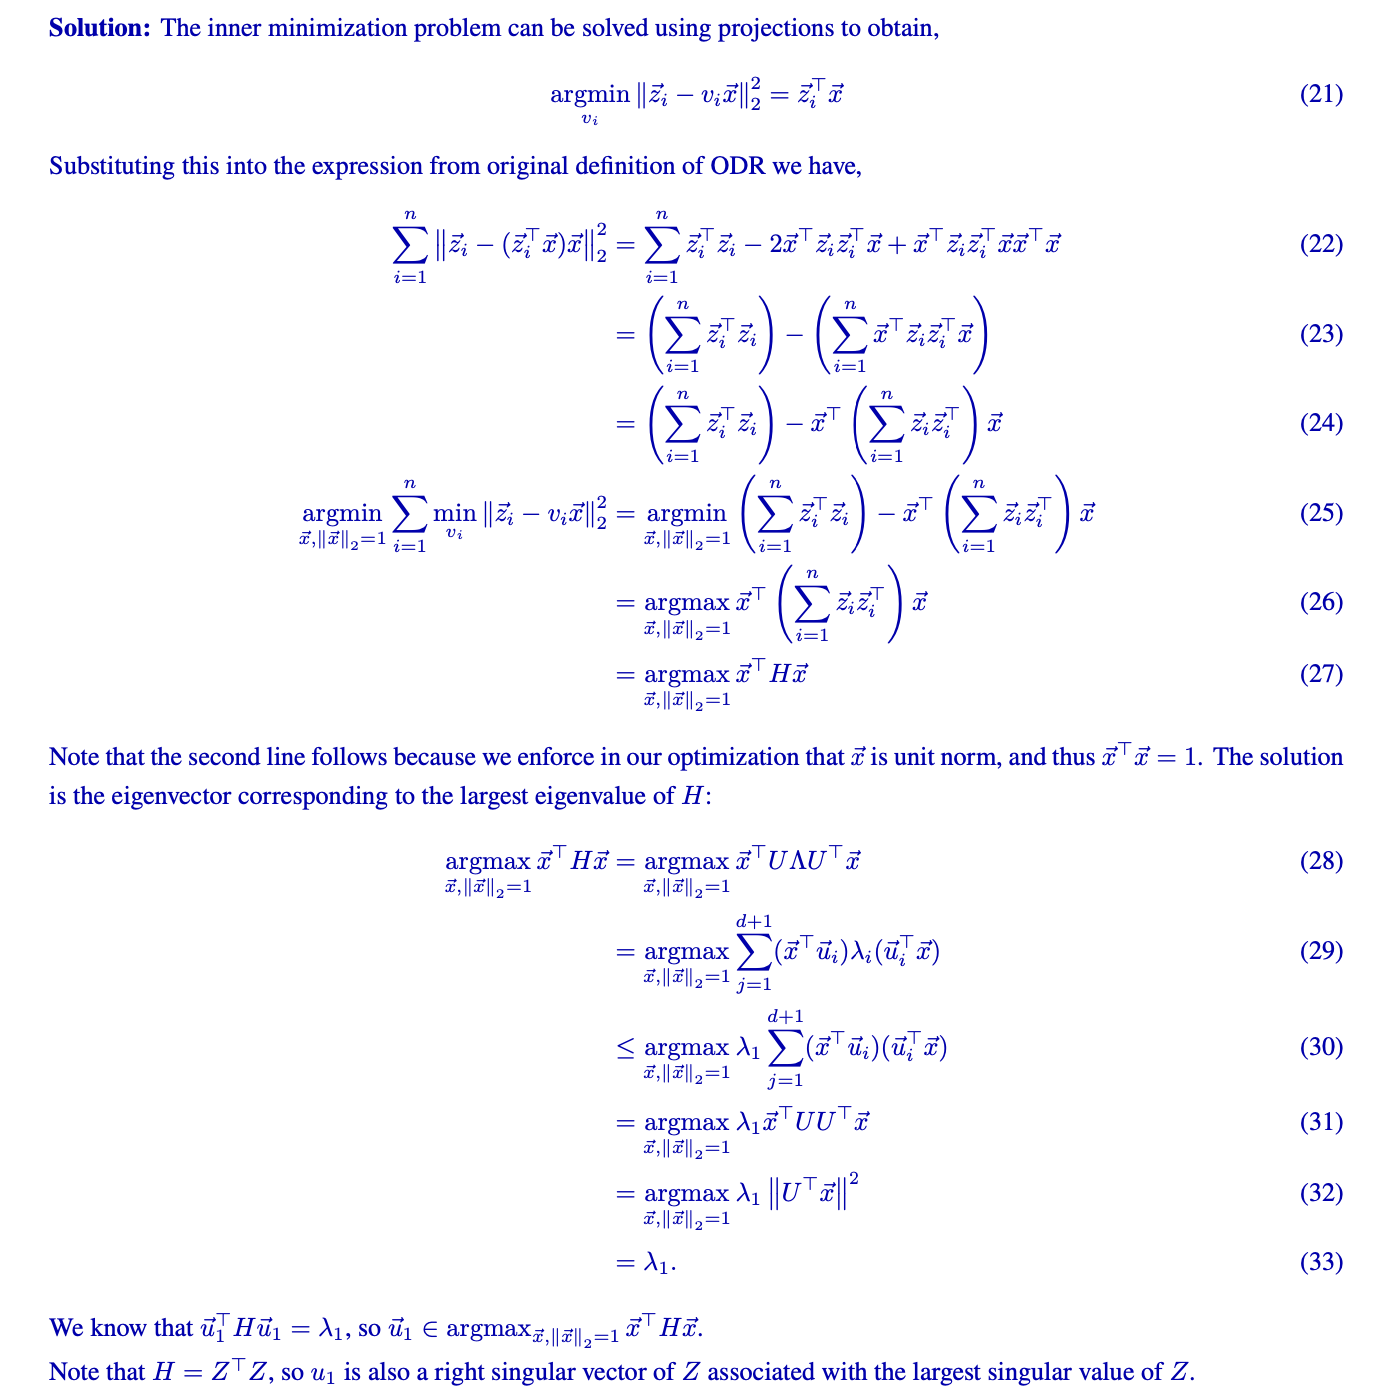 Solution: The inner minimization problem can be solved using projections to obtain,
$\underset{v_i}{\operatorname{argmin}} \|\vec{z}_i - v_i\vec{x}\|_2^2 = \vec{z}_i^\top \vec{x}$ (21)
Substituting this into the expression from original definition of ODR we have,
$\sum_{i=1}^{n} \left\|\vec{z}_i - (\vec{z}_i^\top \vec{x})\vec{x}\right\|_2^2 = \sum_{i=1}^{n} \vec{z}_i^\top \vec{z}_i - 2\vec{x}^\top \vec{z}_i \vec{z}_i^\top \vec{x} + \vec{x}^\top \vec{z}_i \vec{z}_i^\top \vec{x}\vec{x}^\top \vec{x}$ (22)
$= \left(\sum_{i=1}^{n} \vec{z}_i^\top \vec{z}_i\right) - \left(\sum_{i=1}^{n} \vec{x}^\top \vec{z}_i \vec{z}_i^\top \vec{x}\right)$ (23)
$= \left(\sum_{i=1}^{n} \vec{z}_i^\top \vec{z}_i\right) - \vec{x}^\top \left(\sum_{i=1}^{n} \vec{z}_i \vec{z}_i^\top\right) \vec{x}$ (24)
$\underset{\vec{x}, \|\vec{x}\|_2=1}{\operatorname{argmin}} \sum_{i=1}^{n} \min_{v_i} \|\vec{z}_i - v_i\vec{x}\|_2^2 = \underset{\vec{x}, \|\vec{x}\|_2=1}{\operatorname{argmin}} \left(\sum_{i=1}^{n} \vec{z}_i^\top \vec{z}_i\right) - \vec{x}^\top \left(\sum_{i=1}^{n} \vec{z}_i \vec{z}_i^\top\right) \vec{x}$ (25)
$= \underset{\vec{x}, \|\vec{x}\|_2=1}{\operatorname{argmax}} \vec{x}^\top \left(\sum_{i=1}^{n} \vec{z}_i \vec{z}_i^\top\right) \vec{x}$ (26)
$= \underset{\vec{x}, \|\vec{x}\|_2=1}{\operatorname{argmax}} \vec{x}^\top H \vec{x}$ (27)
Note that the second line follows because we enforce in our optimization that $\vec{x}$ is unit norm, and thus $\vec{x}^\top \vec{x} = 1$. The solution
is the eigenvector corresponding to the largest eigenvalue of $H$:
$\underset{\vec{x}, \|\vec{x}\|_2=1}{\operatorname{argmax}} \vec{x}^\top H \vec{x} = \underset{\vec{x}, \|\vec{x}\|_2=1}{\operatorname{argmax}} \vec{x}^\top U \Lambda U^\top \vec{x}$ (28)
$= \underset{\vec{x}, \|\vec{x}\|_2=1}{\operatorname{argmax}} \sum_{j=1}^{d+1} (\vec{x}^\top \vec{u}_i) \lambda_i (\vec{u}_i^\top \vec{x})$ (29)
$\leq \underset{\vec{x}, \|\vec{x}\|_2=1}{\operatorname{argmax}} \lambda_1 \sum_{j=1}^{d+1} (\vec{x}^\top \vec{u}_i)(\vec{u}_i^\top \vec{x})$ (30)
$= \underset{\vec{x}, \|\vec{x}\|_2=1}{\operatorname{argmax}} \lambda_1 \vec{x}^\top U U^\top \vec{x}$ (31)
$= \underset{\vec{x}, \|\vec{x}\|_2=1}{\operatorname{argmax}} \lambda_1 \left\|U^\top \vec{x}\right\|^2$ (32)
$= \lambda_1.$ (33)
We know that $\vec{u}_1^\top H \vec{u}_1 = \lambda_1$, so $\vec{u}_1 \in \operatorname{argmax}_{\vec{x}, \|\vec{x}\|_2=1} \vec{x}^\top H \vec{x}$.
Note that $H = Z^\top Z$, so $u_1$ is also a right singular vector of $Z$ associated with the largest singular value of $Z$.